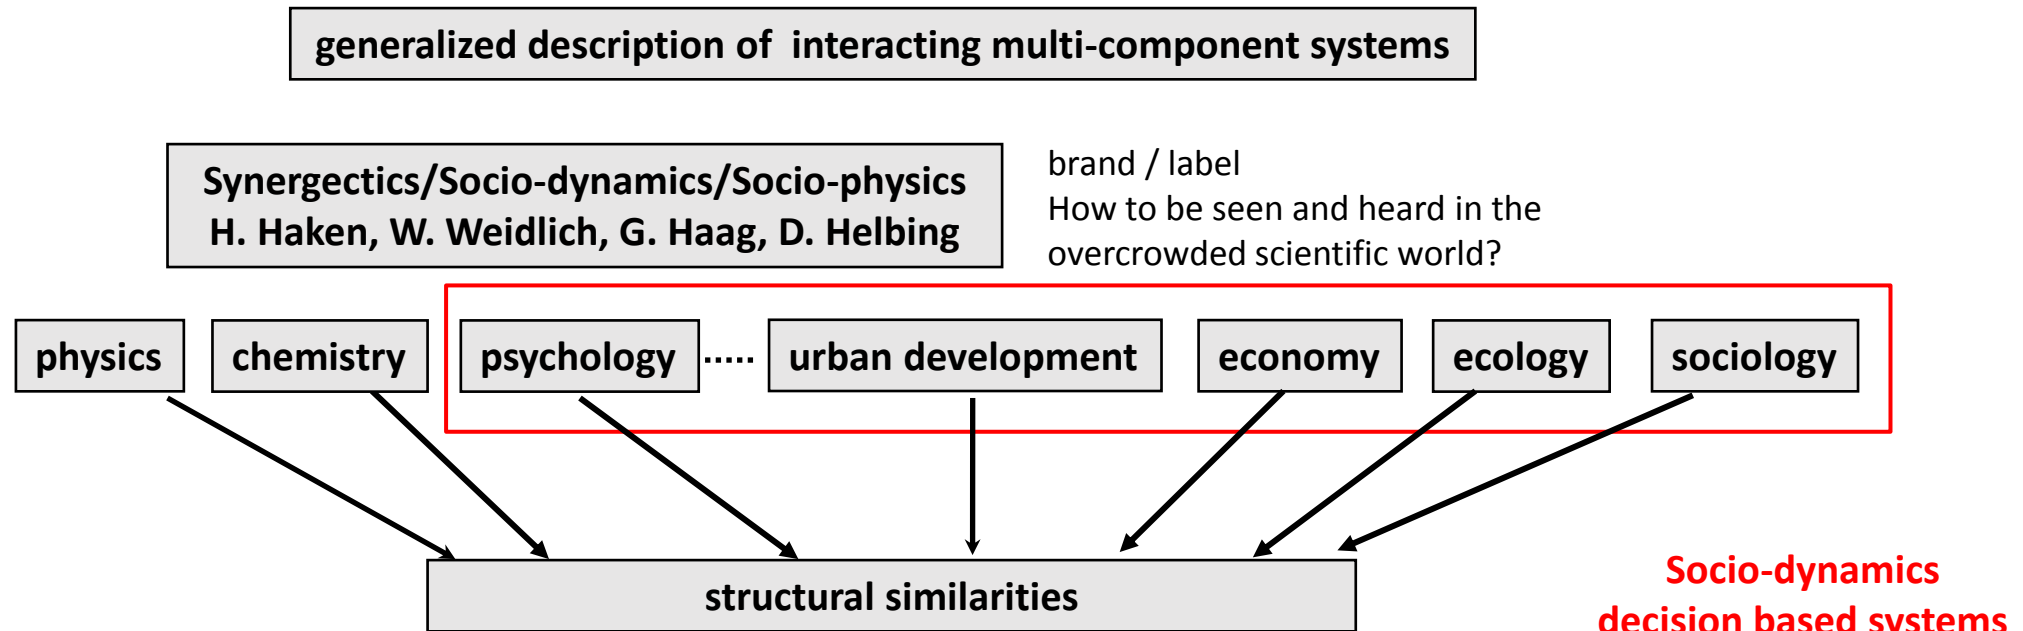 generalized description of interacting multi-component systems
Synergectics/Socio-dynamics/Socio-physics
H. Haken, W. Weidlich, G. Haag, D. Helbing
brand / label
How to be seen and heard in the
overcrowded scientific world?
physics
chemistry
psychology
.....
urban development
economy
ecology
sociology
structural similarities
Socio-dynamics
decision based systems